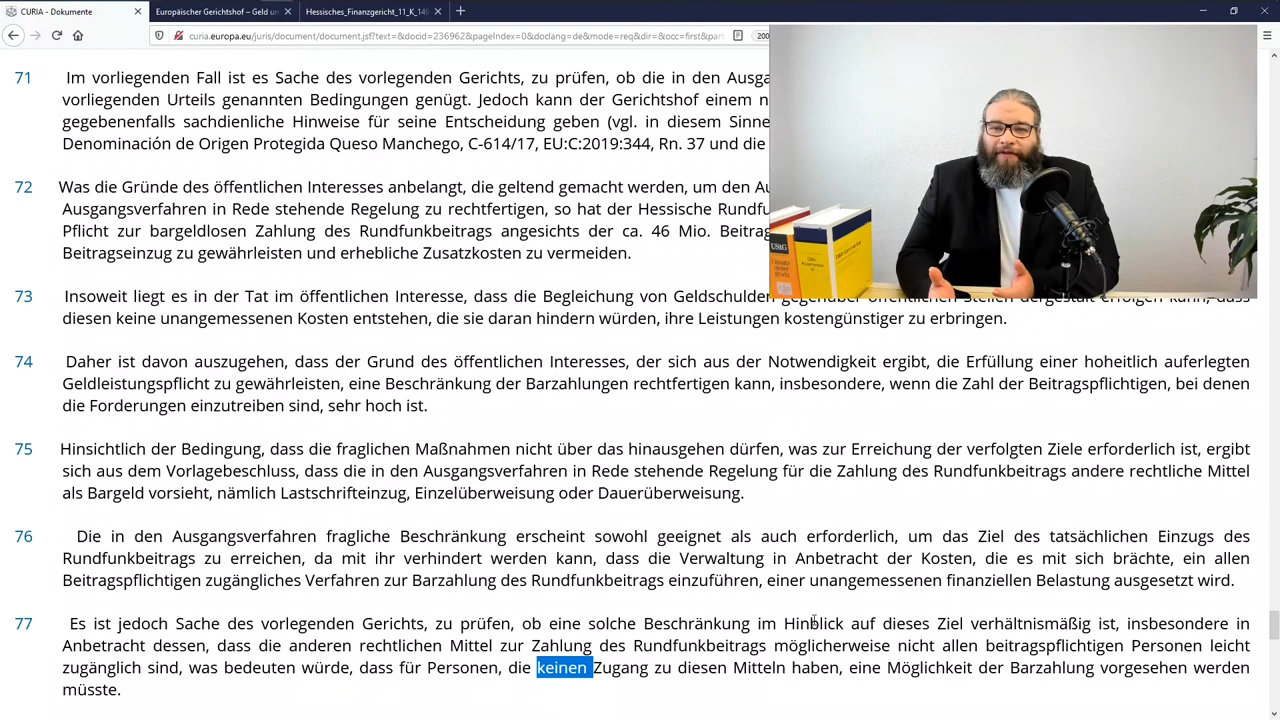 CURIA - Dokumente
Europäischer Gerichtshof – Geld un
Hessisches_Finanzgericht_11_K_146
curia.europa.eu/juris/document/document.jsf?text=&docid=236962&pageIndex=0&doclang=de&mode=req&dir=&occ=first&part
200
71 Im vorliegenden Fall ist es Sache des vorlegenden Gerichts, zu prüfen, ob die in den Ausga
vorliegenden Urteils genannten Bedingungen genügt. Jedoch kann der Gerichtshof einem n
gegebenenfalls sachdienliche Hinweise für seine Entscheidung geben (vgl. in diesem Sinne
Denominación de Origen Protegida Queso Manchego, C-614/17, EU:C:2019:344, Rn. 37 und die
72 Was die Gründe des öffentlichen Interesses anbelangt, die geltend gemacht werden, um den Au
Ausgangsverfahren in Rede stehende Regelung zu rechtfertigen, so hat der Hessische Rundfu
Pflicht zur bargeldlosen Zahlung des Rundfunkbeitrags angesichts der ca. 46 Mio. Beitrag
Beitragseinzug zu gewährleisten und erhebliche Zusatzkosten zu vermeiden.
73 Insoweit liegt es in der Tat im öffentlichen Interesse, dass die Begleichung von Geldschulden gegenüber öffentlichen Stellen dergestalt erfolgen kann, dass
diesen keine unangemessenen Kosten entstehen, die sie daran hindern würden, ihre Leistungen kostengünstiger zu erbringen.
74 Daher ist davon auszugehen, dass der Grund des öffentlichen Interesses, der sich aus der Notwendigkeit ergibt, die Erfüllung einer hoheitlich auferlegten
Geldleistungspflicht zu gewährleisten, eine Beschränkung der Barzahlungen rechtfertigen kann, insbesondere, wenn die Zahl der Beitragspflichtigen, bei denen
die Forderungen einzutreiben sind, sehr hoch ist.
75 Hinsichtlich der Bedingung, dass die fraglichen Maßnahmen nicht über das hinausgehen dürfen, was zur Erreichung der verfolgten Ziele erforderlich ist, ergibt
sich aus dem Vorlagebeschluss, dass die in den Ausgangsverfahren in Rede stehende Regelung für die Zahlung des Rundfunkbeitrags andere rechtliche Mittel
als Bargeld vorsieht, nämlich Lastschrifteinzug, Einzelüberweisung oder Dauerüberweisung.
76 Die in den Ausgangsverfahren fragliche Beschränkung erscheint sowohl geeignet als auch erforderlich, um das Ziel des tatsächlichen Einzugs des
Rundfunkbeitrags zu erreichen, da mit ihr verhindert werden kann, dass die Verwaltung in Anbetracht der Kosten, die es mit sich brächte, ein allen
Beitragspflichtigen zugängliches Verfahren zur Barzahlung des Rundfunkbeitrags einzuführen, einer unangemessenen finanziellen Belastung ausgesetzt wird.
77 Es ist jedoch Sache des vorlegenden Gerichts, zu prüfen, ob eine solche Beschränkung im Hinblick auf dieses Ziel verhältnismäßig ist, insbesondere in
Anbetracht dessen, dass die anderen rechtlichen Mittel zur Zahlung des Rundfunkbeitrags möglicherweise nicht allen beitragspflichtigen Personen leicht
zugänglich sind, was bedeuten würde, dass für Personen, die keinen Zugang zu diesen Mitteln haben, eine Möglichkeit der Barzahlung vorgesehen werden
müsste.
UStG